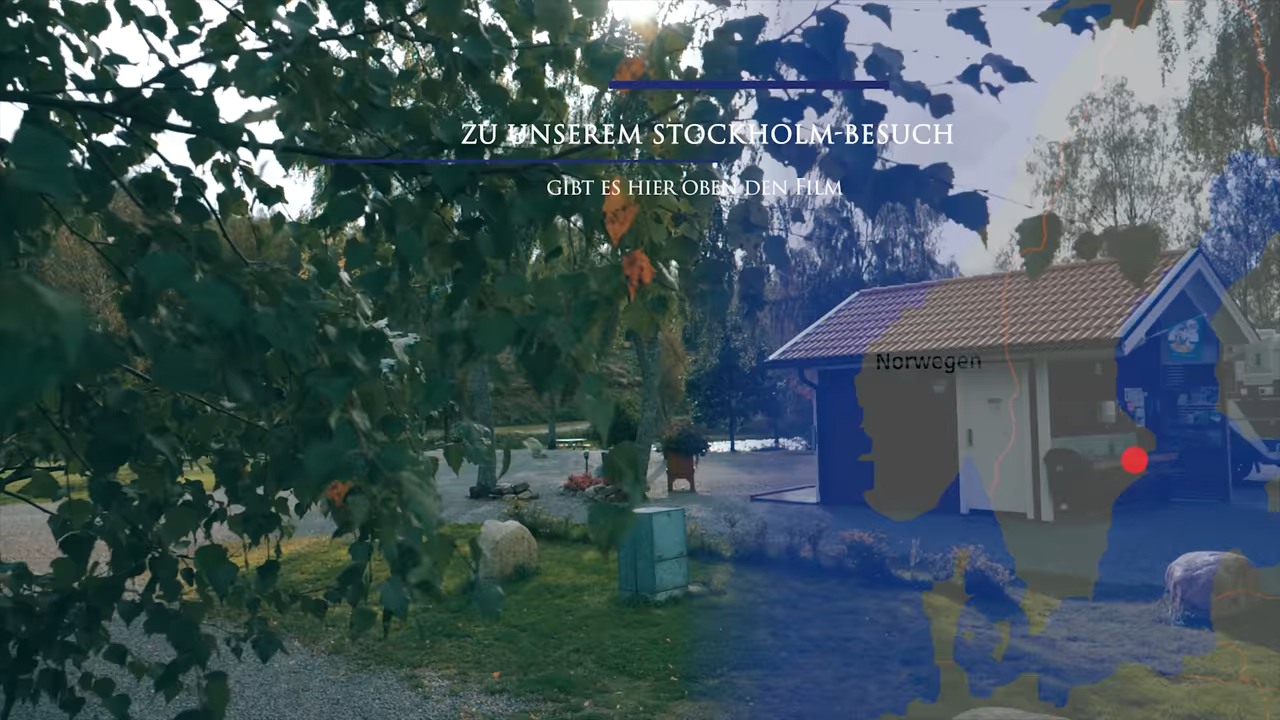 ZU UNSEREM STOCKHOLM-BESUCH
GIBT ES HIER OBEN DEN FILM
Norwegen